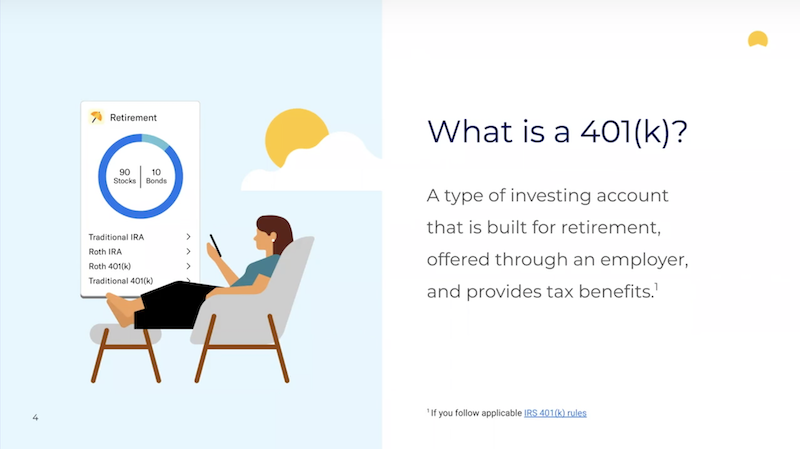 Retirement
90 Stocks | 10 Bonds
Traditional IRA
Roth IRA
Roth 401(k)
Traditional 401(k)
4
What is a 401(k)?
A type of investing account
that is built for retirement,
offered through an employer,
and provides tax benefits.¹
¹ If you follow applicable IRS 401(k) rules